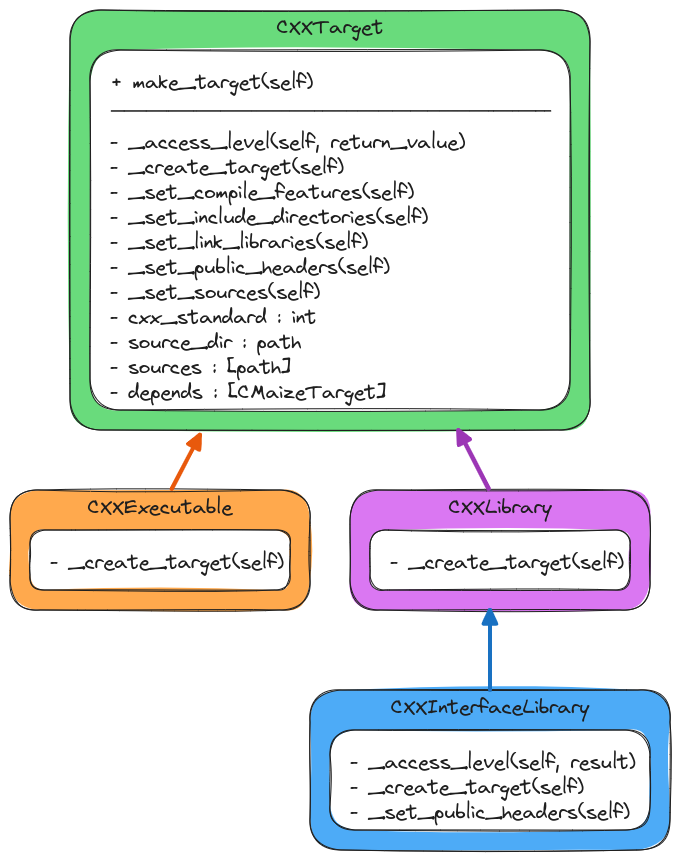 CXXTarget
+ make_target(self)
- _access_level(self, return_value)
- _create_target(self)
- _set_compile_features(self)
- _set_include_directories(self)
- _set_link_libraries(self)
- _set_public_headers(self)
- _set_sources(self)
- cxx_standard : int
- source_dir : path
- sources : [path]
- depends : [CMaizeTarget]
CXXExecutable
- _create_target(self)
CXXLibrary
- _create_target(self)
CXXInterfaceLibrary
- _access_level(self, result)
- _create_target(self)
- _set_public_headers(self)